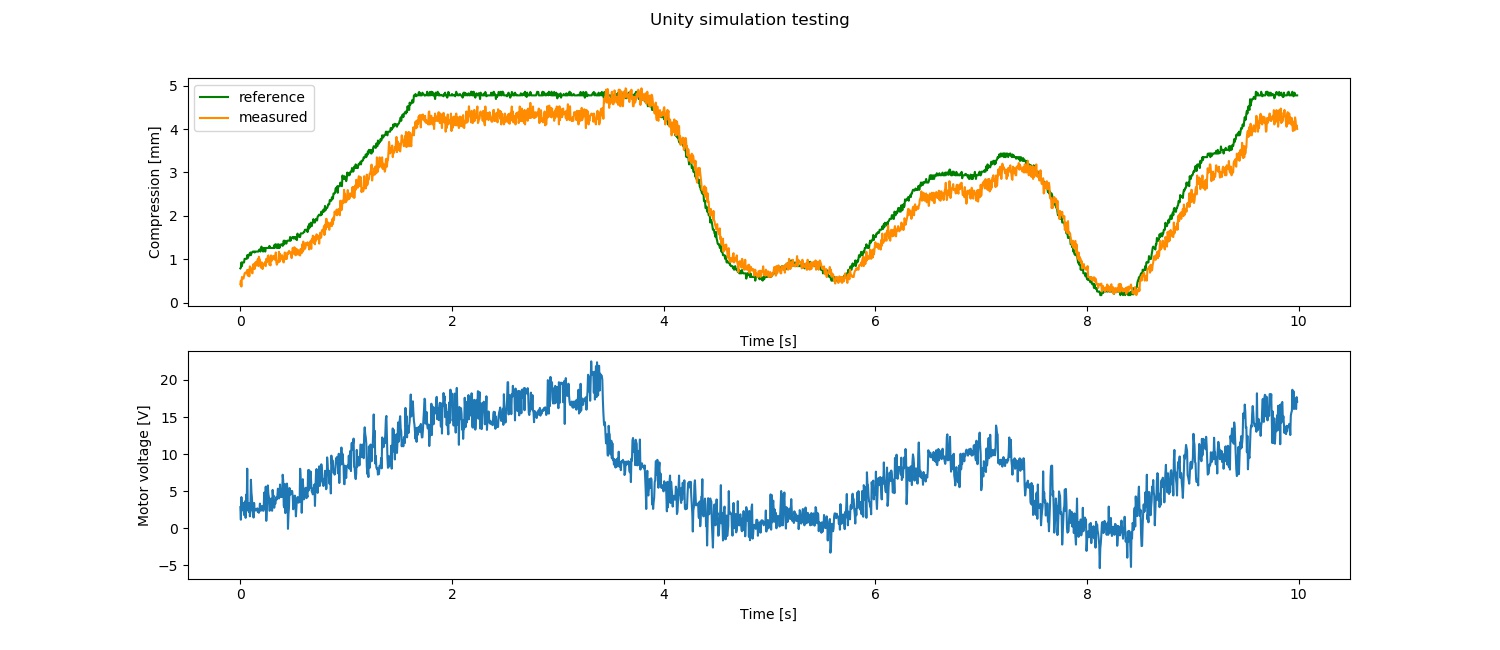 Unity simulation testing
5
4
3
2
1
0
Compression [mm]
reference
measured
0 2 4 6 8 10
Time [s]
20
15
10
5
0
−5
Motor voltage [V]
0 2 4 6 8 10
Time [s]